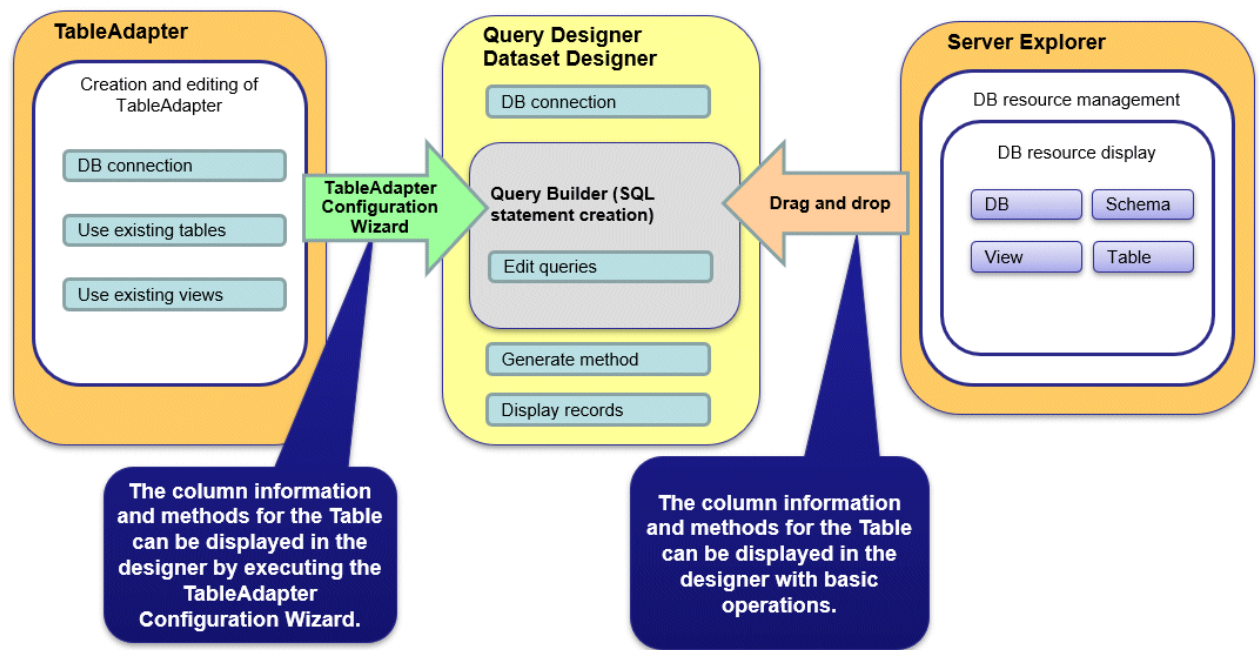 TableAdapter
Creation and editing of
TableAdapter
DB connection
Use existing tables
Use existing views
TableAdapter
Configuration
Wizard
Query Designer
Dataset Designer
DB connection
Query Builder (SQL
statement creation)
Edit queries
Generate method
Display records
Drag and drop
Server Explorer
DB resource management
DB resource display
DB
Schema
View
Table
The column information
and methods for the Table
can be displayed in the
designer by executing the
TableAdapter
Configuration Wizard.
The column information
and methods for the Table
can be displayed in the
designer with basic
operations.